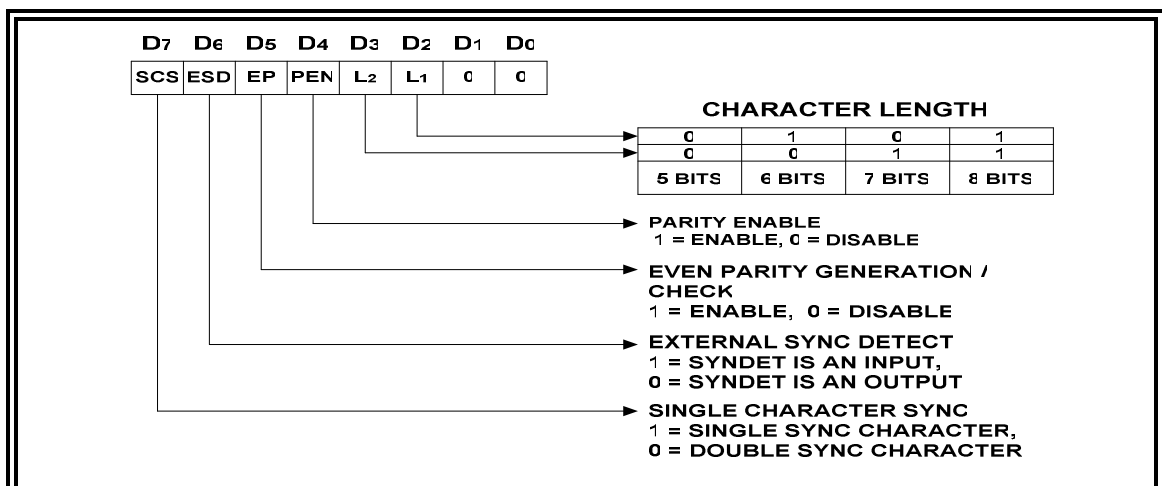 D7 D6 D5 D4 D3 D2 D1 D0
SCS ESD EP PEN L2 L1 0 0
CHARACTER LENGTH
0 1 0 1
0 0 1 1
5 BITS 6 BITS 7 BITS 8 BITS
PARITY ENABLE
1 = ENABLE, 0 = DISABLE
EVEN PARITY GENERATION /
CHECK
1 = ENABLE, 0 = DISABLE
EXTERNAL SYNC DETECT
1 = SYNDET IS AN INPUT,
0 = SYNDET IS AN OUTPUT
SINGLE CHARACTER SYNC
1 = SINGLE SYNC CHARACTER,
0 = DOUBLE SYNC CHARACTER